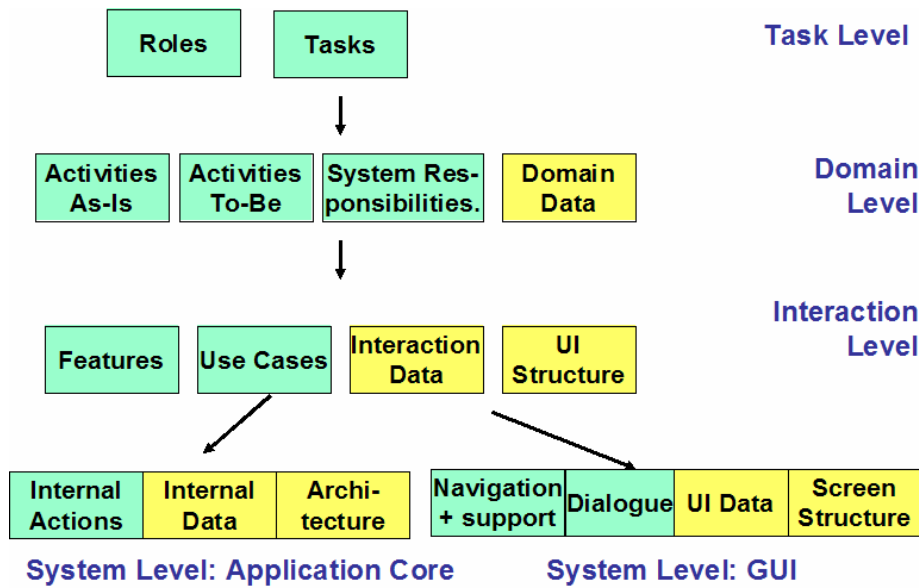 Roles
Tasks
Task Level
Activities
As-Is
Activities
To-Be
System Res-
ponsibilities.
Domain
Data
Domain
Level
Features
Use Cases
Interaction
Data
UI
Structure
Interaction
Level
Internal
Actions
Internal
Data
Archi-
tecture
Navigation
+ support
Dialogue
UI Data
Screen
Structure
System Level: Application Core
System Level: GUI